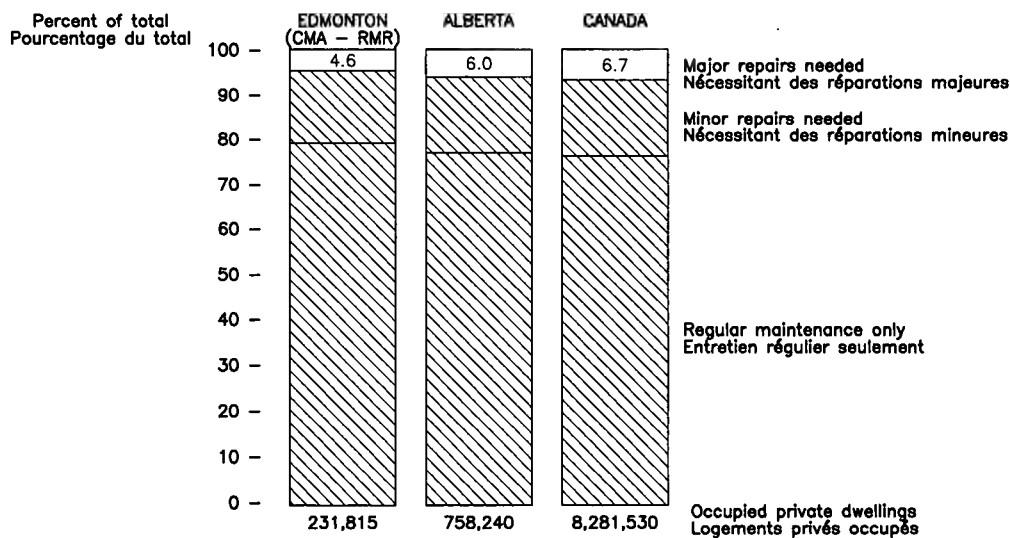 Percent of total
Pourcentage du total
EDMONTON
(CMA – RMR)
ALBERTA
CANADA
100 –
90 –
80 –
70 –
60 –
50 –
40 –
30 –
20 –
10 –
0 –
4.6
6.0
6.7
Major repairs needed
Nécessitant des réparations majeures
Minor repairs needed
Nécessitant des réparations mineures
Regular maintenance only
Entretien régulier seulement
231,815
758,240
8,281,530
Occupied private dwellings
Logements privés occupés